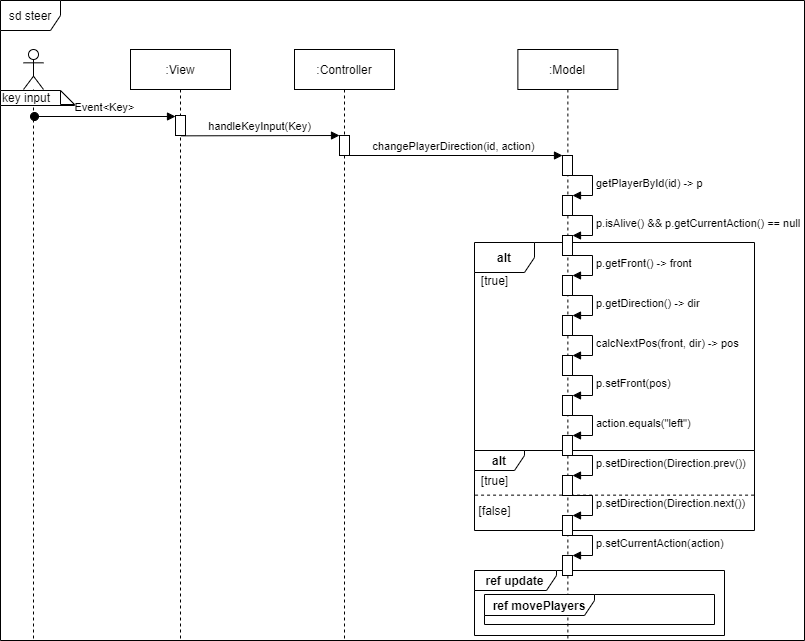 sd steer
:View
:Controller
:Model
key input
Event<Key>
handleKeyInput(Key)
changePlayerDirection(id, action)
getPlayerById(id) -> p
p.isAlive() && p.getCurrentAction() == null
alt
[true]
p.getFront() -> front
p.getDirection() -> dir
calcNextPos(front, dir) -> pos
p.setFront(pos)
action.equals("left")
alt
[true]
p.setDirection(Direction.prev())
[false]
p.setDirection(Direction.next())
p.setCurrentAction(action)
ref update
ref movePlayers